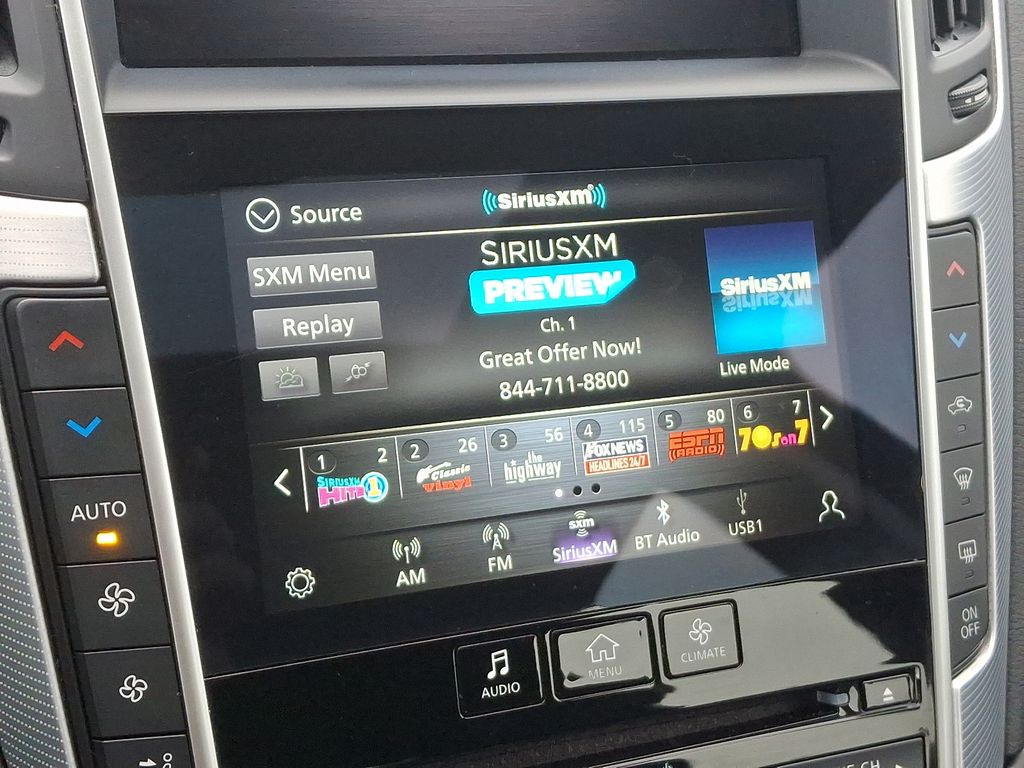 Source
SiriusXM
SXM Menu
Replay
SIRIUSXM
PREVIEW
Ch. 1
Great Offer Now!
844-711-8800
SiriusXM
Live Mode
1 2
SIRIUSXM
HITS 1
2 26
Classic
vinyl
3 56
the
highway
4 115
FOX NEWS
HEADLINES 24/7
5 80
ESPN
RADIO
6 7
70s on 7
AM
FM
sxm
SiriusXM
BT Audio
USB1
AUTO
ON
OFF
AUDIO
MENU
CLIMATE
CH